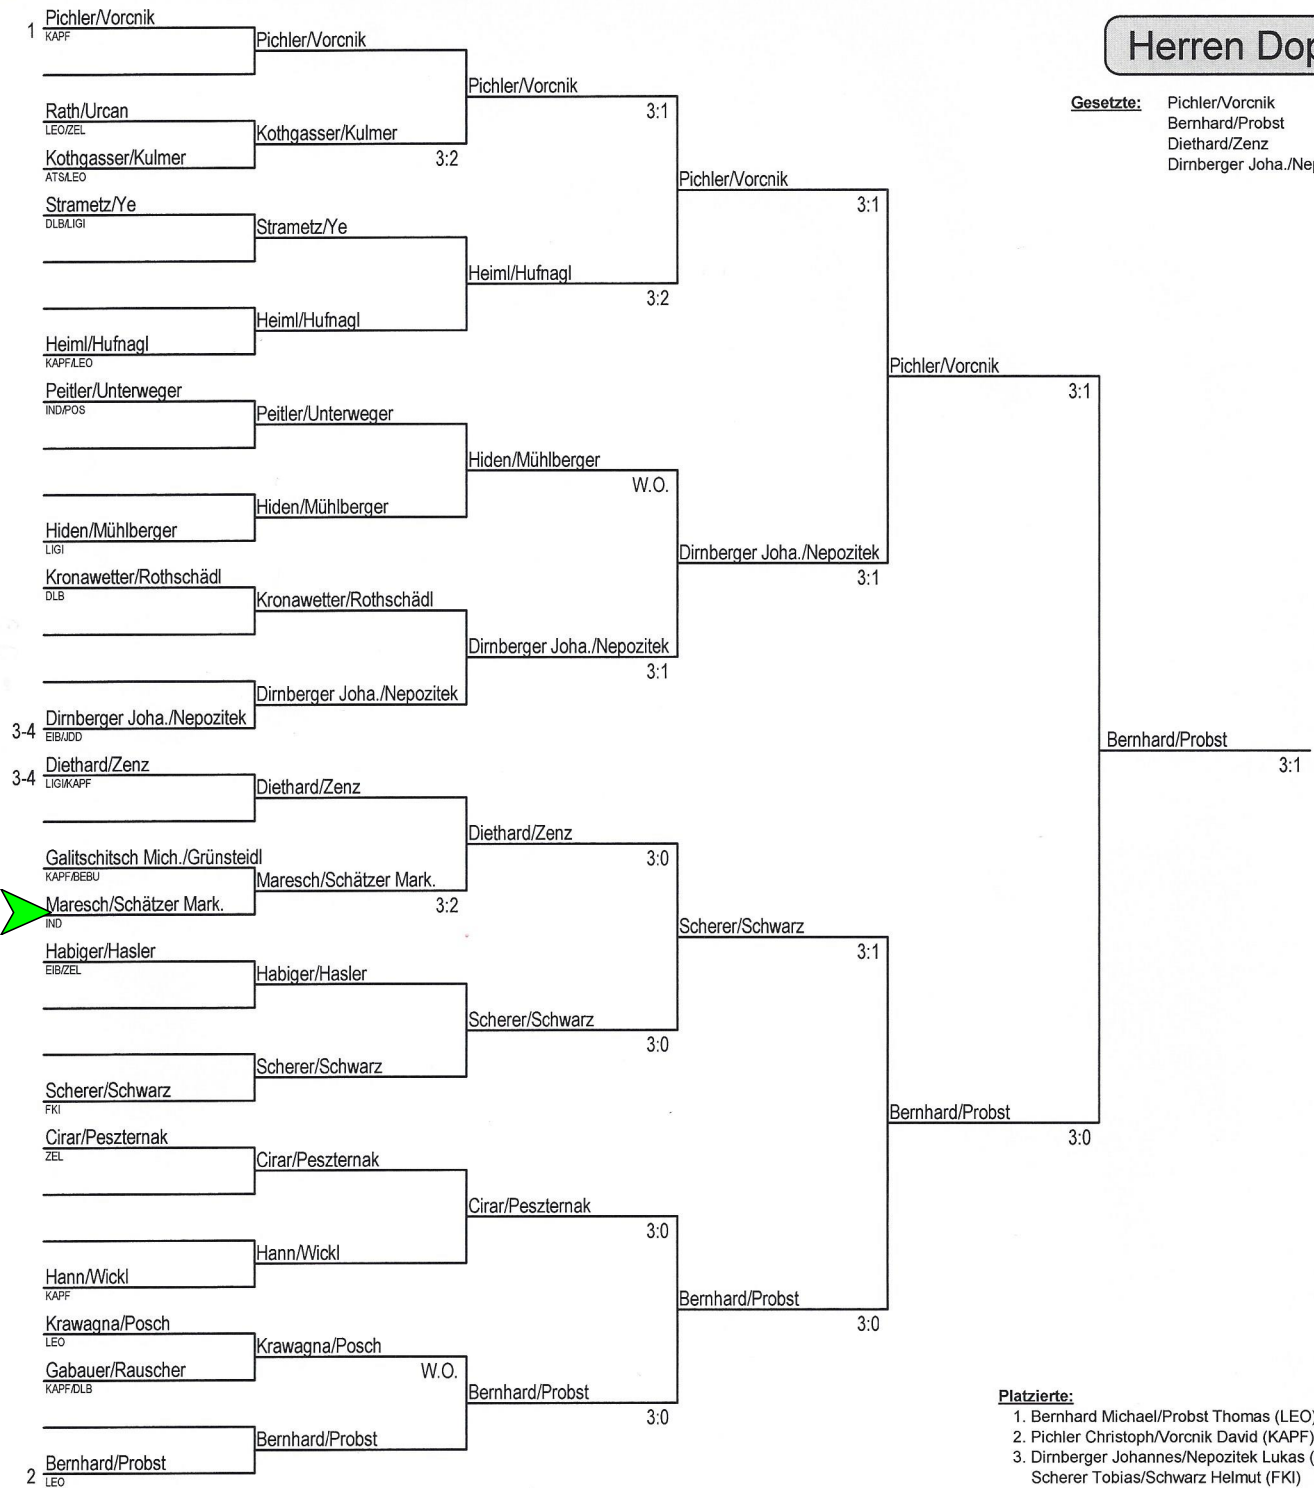 Herren Dop
Gesetzte: Pichler/Vorcnik
Bernhard/Probst
Diethard/Zenz
Dirnberger Joha./Nep
1 Pichler/Vorcnik
KAPF
Rath/Urcan
LEO/ZEL
Kothgasser/Kulmer
ATS/LEO
Strametz/Ye
DLB/LIGI
Heiml/Hufnagl
KAPF/LEO
Peitler/Unterweger
IND/POS
Hiden/Mühlberger
LIGI
Kronawetter/Rothschädl
DLB
3-4 Dirnberger Joha./Nepozitek
EIB/JDD
3-4 Diethard/Zenz
LIGI/KAPF
Galitschitsch Mich./Grünsteidl
KAPF/BEBU
Maresch/Schätzer Mark.
IND
Habiger/Hasler
EIB/ZEL
Scherer/Schwarz
FKI
Cirar/Peszternak
ZEL
Hann/Wickl
KAPF
Krawagna/Posch
LEO
Gabauer/Rauscher
KAPF/DLB
2 Bernhard/Probst
LEO
Pichler/Vorcnik
Kothgasser/Kulmer
3:2
Strametz/Ye
Heiml/Hufnagl
Peitler/Unterweger
Hiden/Mühlberger
Kronawetter/Rothschädl
Dirnberger Joha./Nepozitek
Diethard/Zenz
Maresch/Schätzer Mark.
3:2
Habiger/Hasler
Scherer/Schwarz
Cirar/Peszternak
Hann/Wickl
Krawagna/Posch
W.O.
Bernhard/Probst
Pichler/Vorcnik
3:1
Heiml/Hufnagl
3:2
Hiden/Mühlberger
W.O.
Dirnberger Joha./Nepozitek
3:1
Diethard/Zenz
3:0
Scherer/Schwarz
3:0
Cirar/Peszternak
3:0
Bernhard/Probst
3:0
Pichler/Vorcnik
3:1
Dirnberger Joha./Nepozitek
3:1
Scherer/Schwarz
3:1
Bernhard/Probst
3:0
Pichler/Vorcnik
3:1
Bernhard/Probst
3:0
Bernhard/Probst
3:1
Platzierte:
1. Bernhard Michael/Probst Thomas (LEO)
2. Pichler Christoph/Vorcnik David (KAPF)
3. Dirnberger Johannes/Nepozitek Lukas (
Scherer Tobias/Schwarz Helmut (FKI)